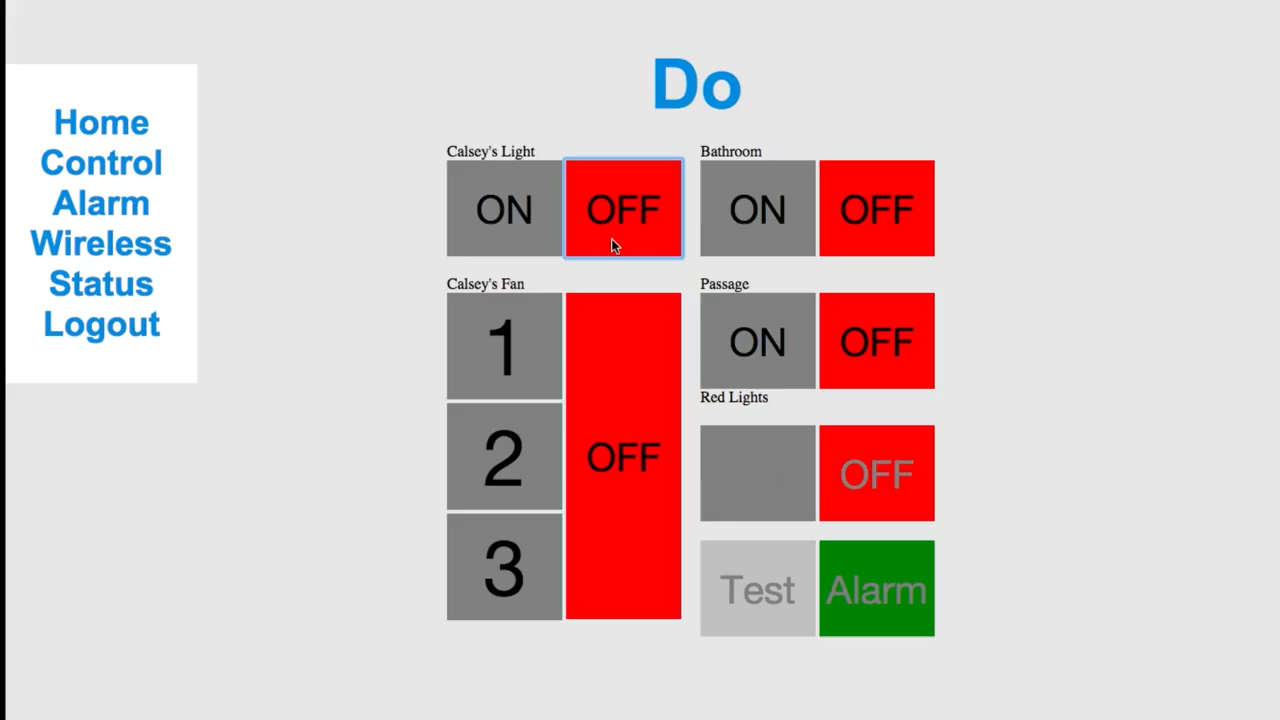 Do
Home
Control
Alarm
Wireless
Status
Logout
Calsey's Light
ON OFF
Bathroom
ON OFF
Calsey's Fan
1
2
3
OFF
Passage
ON OFF
Red Lights
OFF
Test Alarm